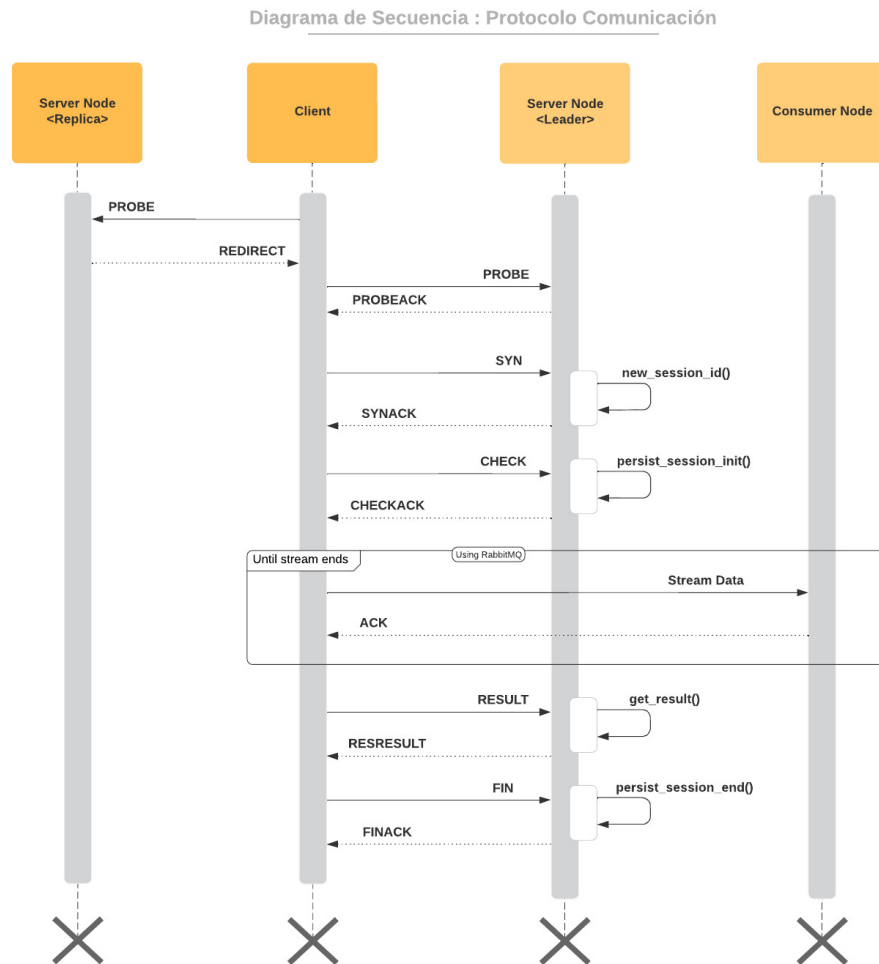 Diagrama de Secuencia : Protocolo Comunicación
Server Node
<Replica>
Client
Server Node
<Leader>
Consumer Node
PROBE
REDIRECT
PROBE
PROBEACK
SYN
new_session_id()
SYNACK
CHECK
persist_session_init()
CHECKACK
Using RabbitMQ
Until stream ends
Stream Data
ACK
RESULT
get_result()
RESRESULT
FIN
persist_session_end()
FINACK